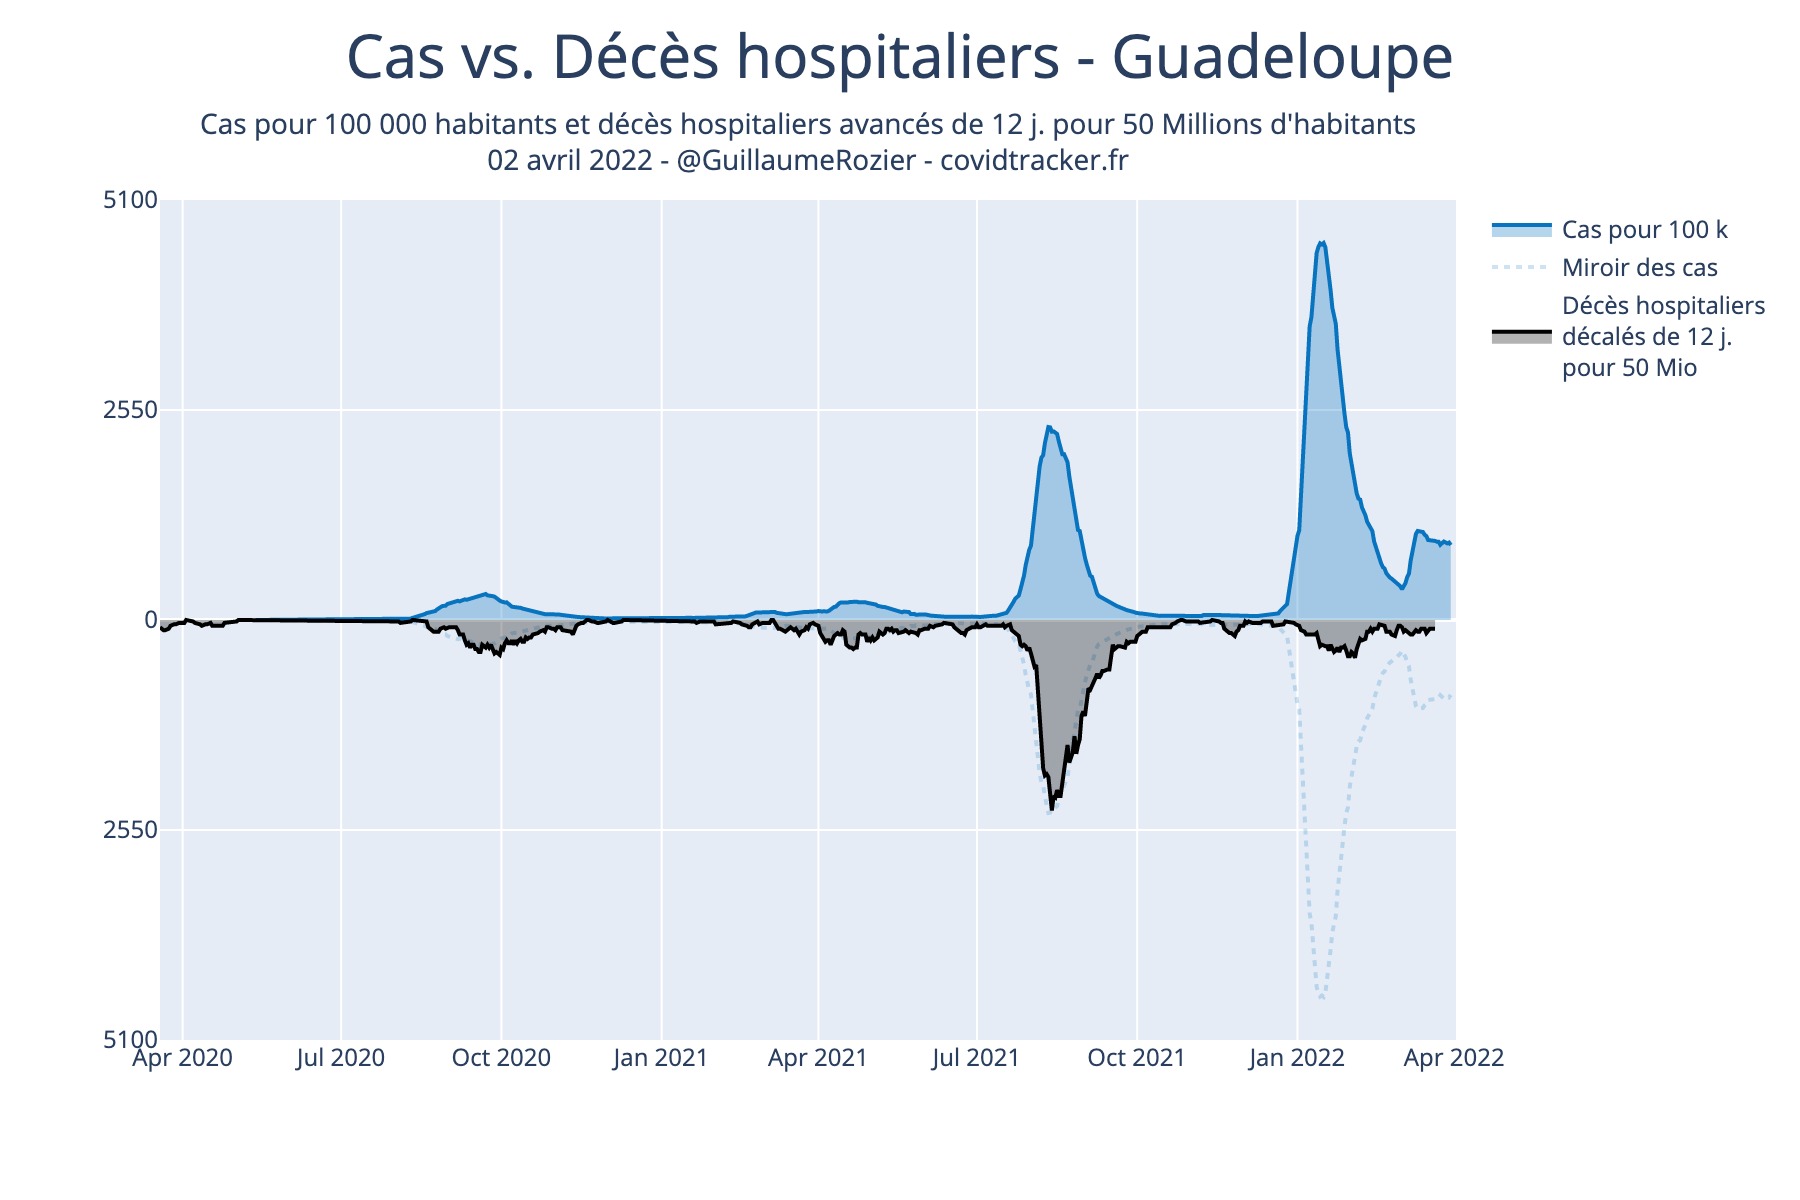 Cas vs. Décès hospitaliers - Guadeloupe
Cas pour 100 000 habitants et décès hospitaliers avancés de 12 j. pour 50 Millions d'habitants
02 avril 2022 - @GuillaumeRozier - covidtracker.fr
5100
2550
0
2550
5100
Apr 2020
Jul 2020
Oct 2020
Jan 2021
Apr 2021
Jul 2021
Oct 2021
Jan 2022
Apr 2022
Cas pour 100 k
Miroir des cas
Décès hospitaliers
décalés de 12 j.
pour 50 Mio